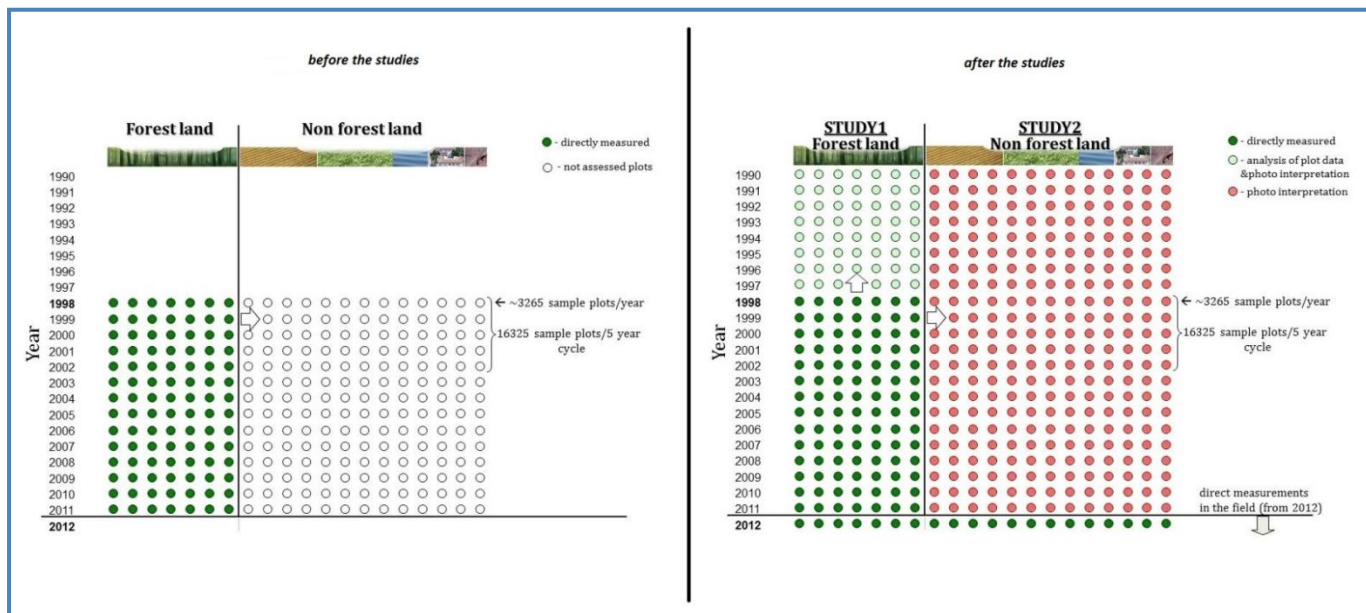 before the studies
Forest land
Non forest land
- directly measured
- not assessed plots
Year
1990
1991
1992
1993
1994
1995
1996
1997
1998
1999
2000
2001
2002
2003
2004
2005
2006
2007
2008
2009
2010
2011
2012
~3265 sample plots/year
16325 sample plots/5 year
cycle
after the studies
STUDY1
Forest land
STUDY2
Non forest land
- directly measured
- analysis of plot data
&photo interpretation
- photo interpretation
Year
1990
1991
1992
1993
1994
1995
1996
1997
1998
1999
2000
2001
2002
2003
2004
2005
2006
2007
2008
2009
2010
2011
2012
~3265 sample plots/year
16325 sample plots/5 year
cycle
direct measurements
in the field (from 2012)